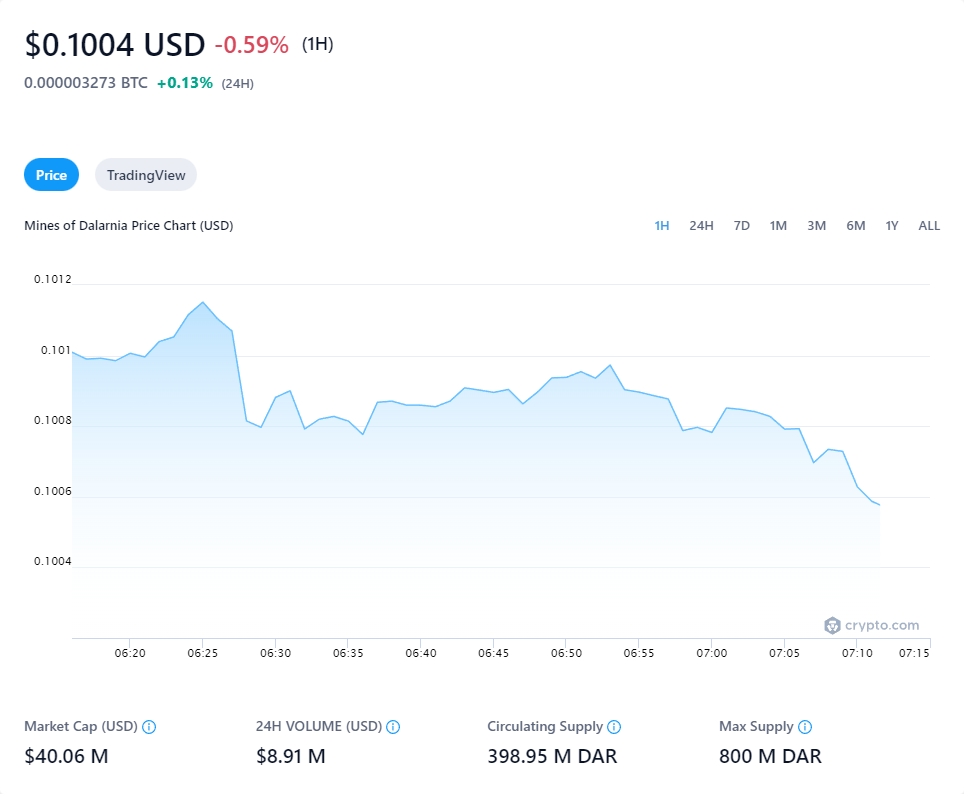 $0.1004 USD -0.59% (1H)
0.000003273 BTC +0.13% (24H)
Price TradingView
Mines of Dalarnia Price Chart (USD) 1H 24H 7D 1M 3M 6M 1Y ALL
0.1012
0.101
0.1008
0.1006
0.1004
crypto.com
06:20 06:25 06:30 06:35 06:40 06:45 06:50 06:55 07:00 07:05 07:10 07:15
Market Cap (USD) 24H VOLUME (USD) Circulating Supply Max Supply
$40.06 M $8.91 M 398.95 M DAR 800 M DAR